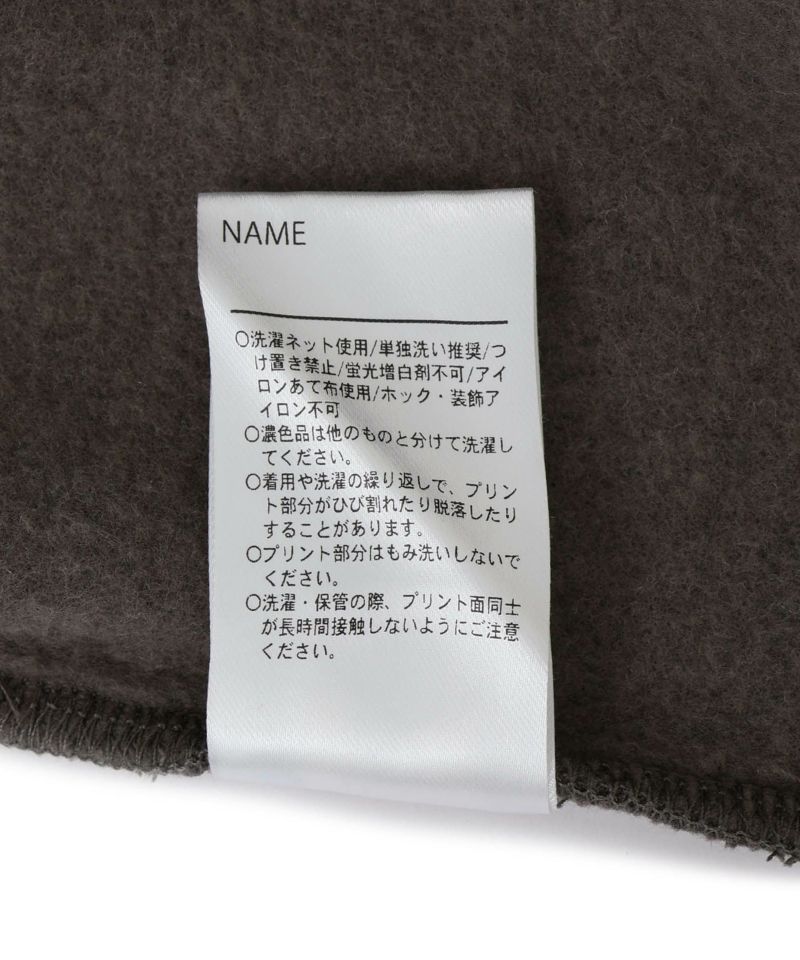 NAME
〇洗濯ネット使用/単独洗い推奨/つ
け置き禁止/蛍光増白剤不可/アイ
ロンあて布使用/ホック・装飾ア
イロン不可
〇濃色品は他のものと分けて洗濯し
てください。
〇着用や洗濯の繰り返しで、プリン
ト部分がひび割れたり脱落したり
することがあります。
〇プリント部分はもみ洗いしないで
ください。
〇洗濯・保管の際、プリント面同士
が長時間接触しないようにご注意
ください。